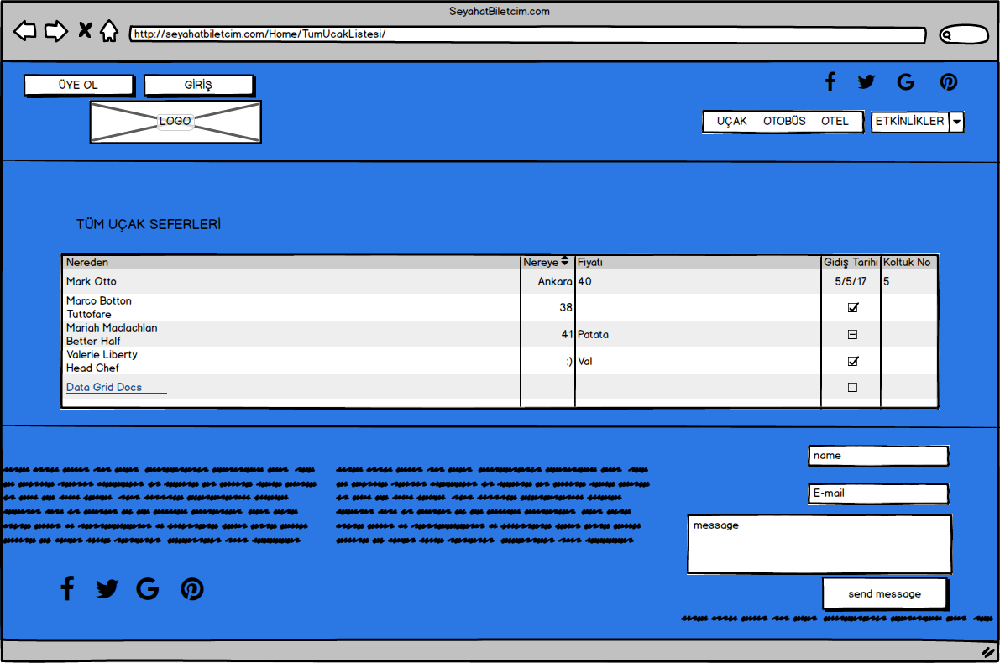 SeyahatBiletcim.com
http://seyahatbiletcim.com/Home/TumUcakListesi/
ÜYE OL
GİRİŞ
LOGO
UÇAK OTOBÜS OTEL
ETKİNLİKLER
TÜM UÇAK SEFERLERİ
Nereden Nereye Fiyatı Gidiş Tarihi Koltuk No
Mark Otto Ankara 40 5/5/17 5
Marco Botton
Tuttofare
38
Mariah Maclachlan
Better Half
41 Patata
Valerie Liberty
Head Chef
:) Val
Data Grid Docs
name
E-mail
message
send message